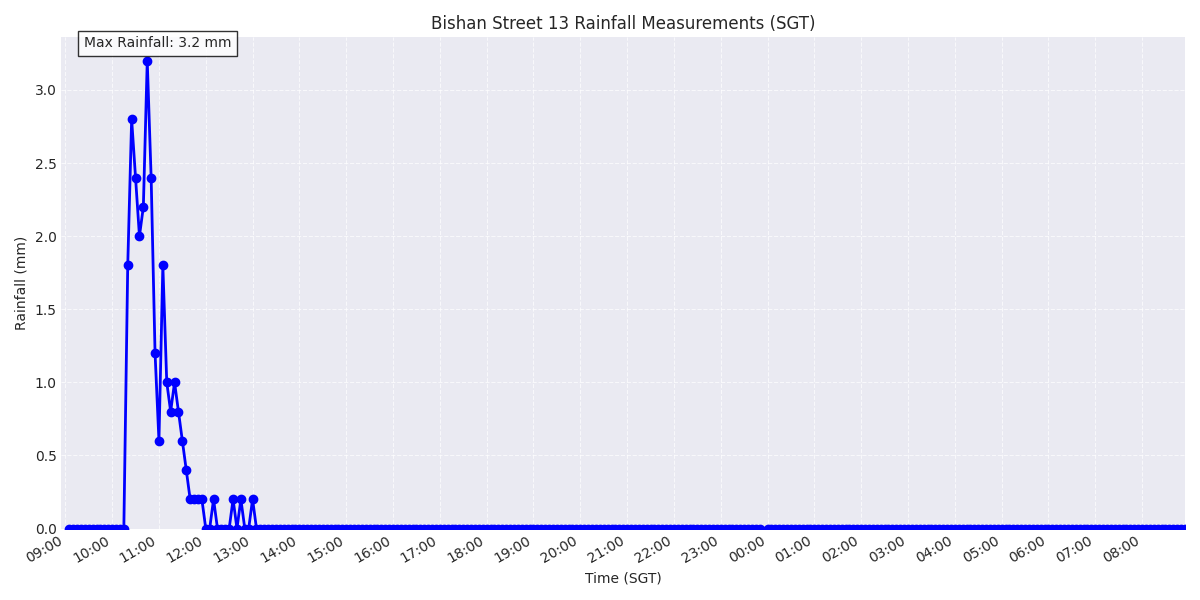 Bishan Street 13 Rainfall Measurements (SGT)
Max Rainfall: 3.2 mm
3.0
2.5
2.0
1.5
1.0
0.5
0.0
Rainfall (mm)
09:00 10:00 11:00 12:00 13:00 14:00 15:00 16:00 17:00 18:00 19:00 20:00 21:00 22:00 23:00 00:00 01:00 02:00 03:00 04:00 05:00 06:00 07:00 08:00
Time (SGT)